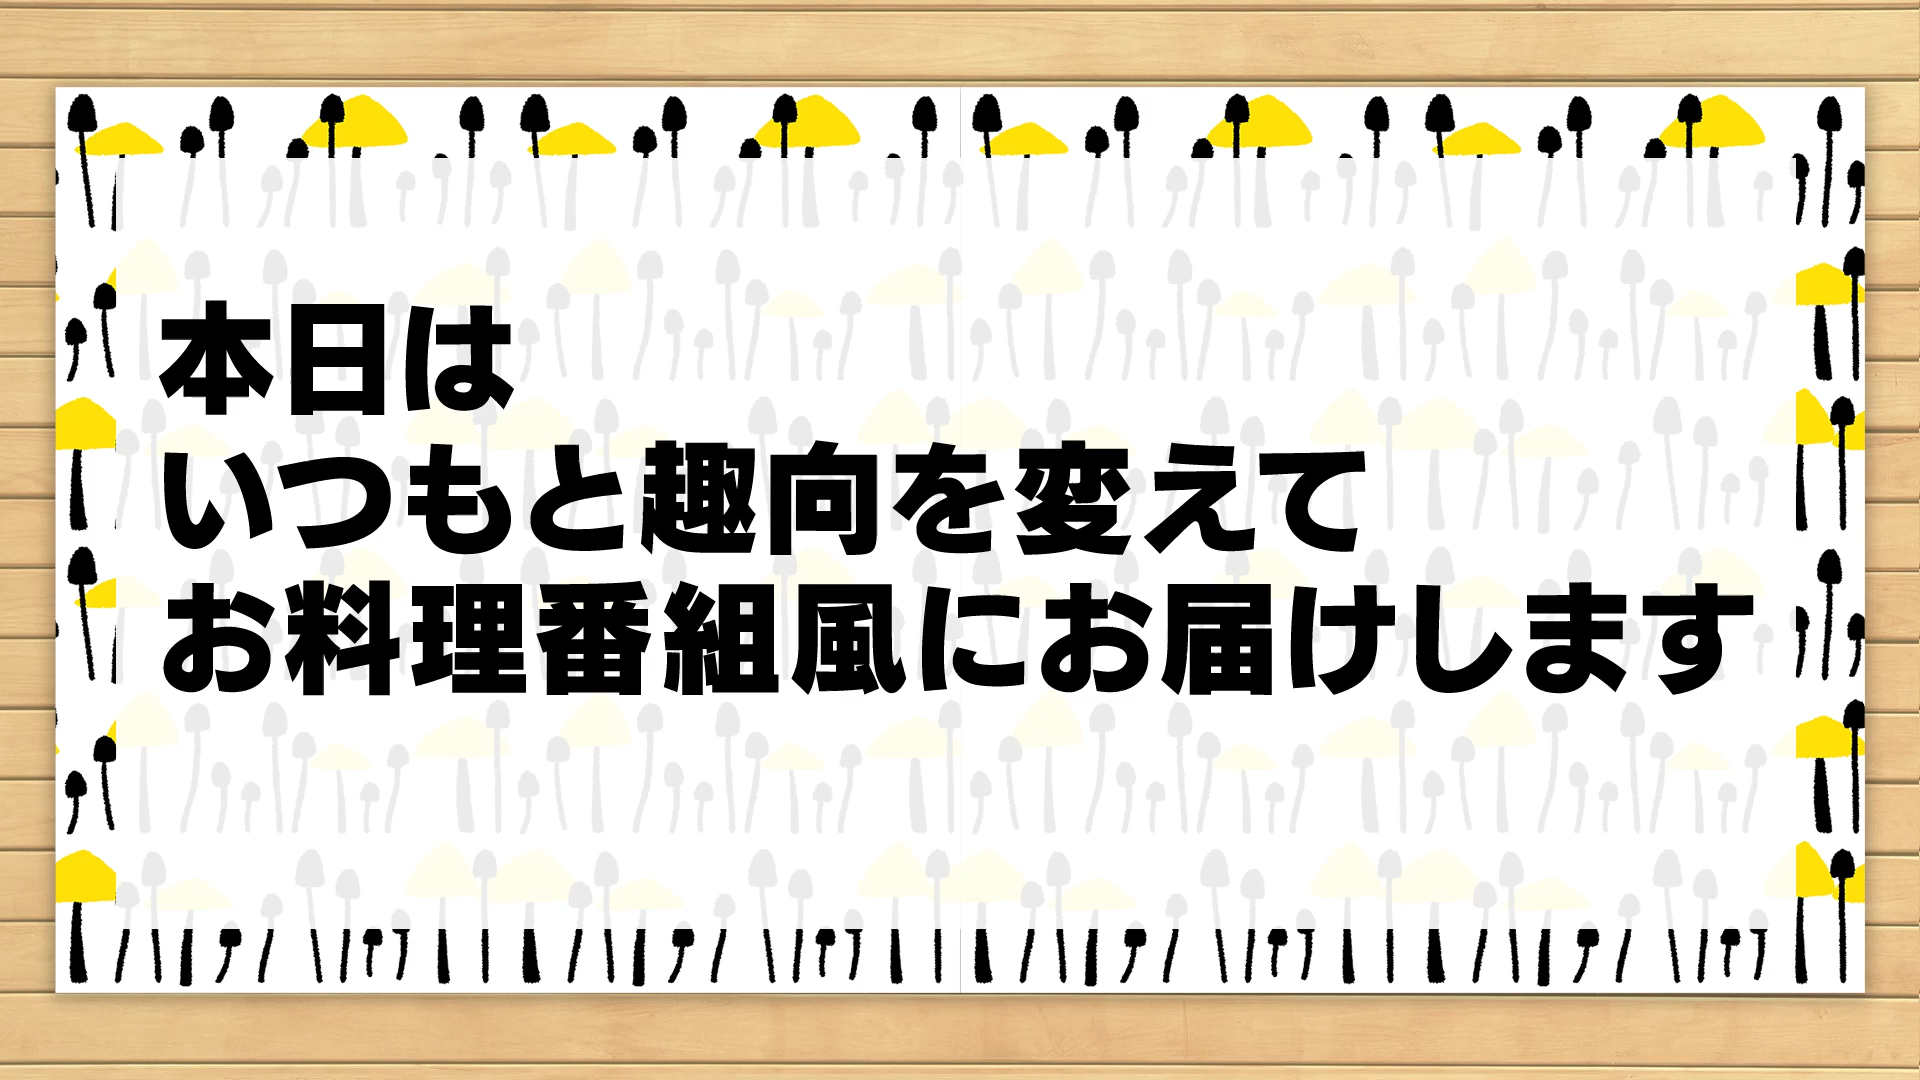 本日は
いつもと趣向を変えて
お料理番組風にお届けします